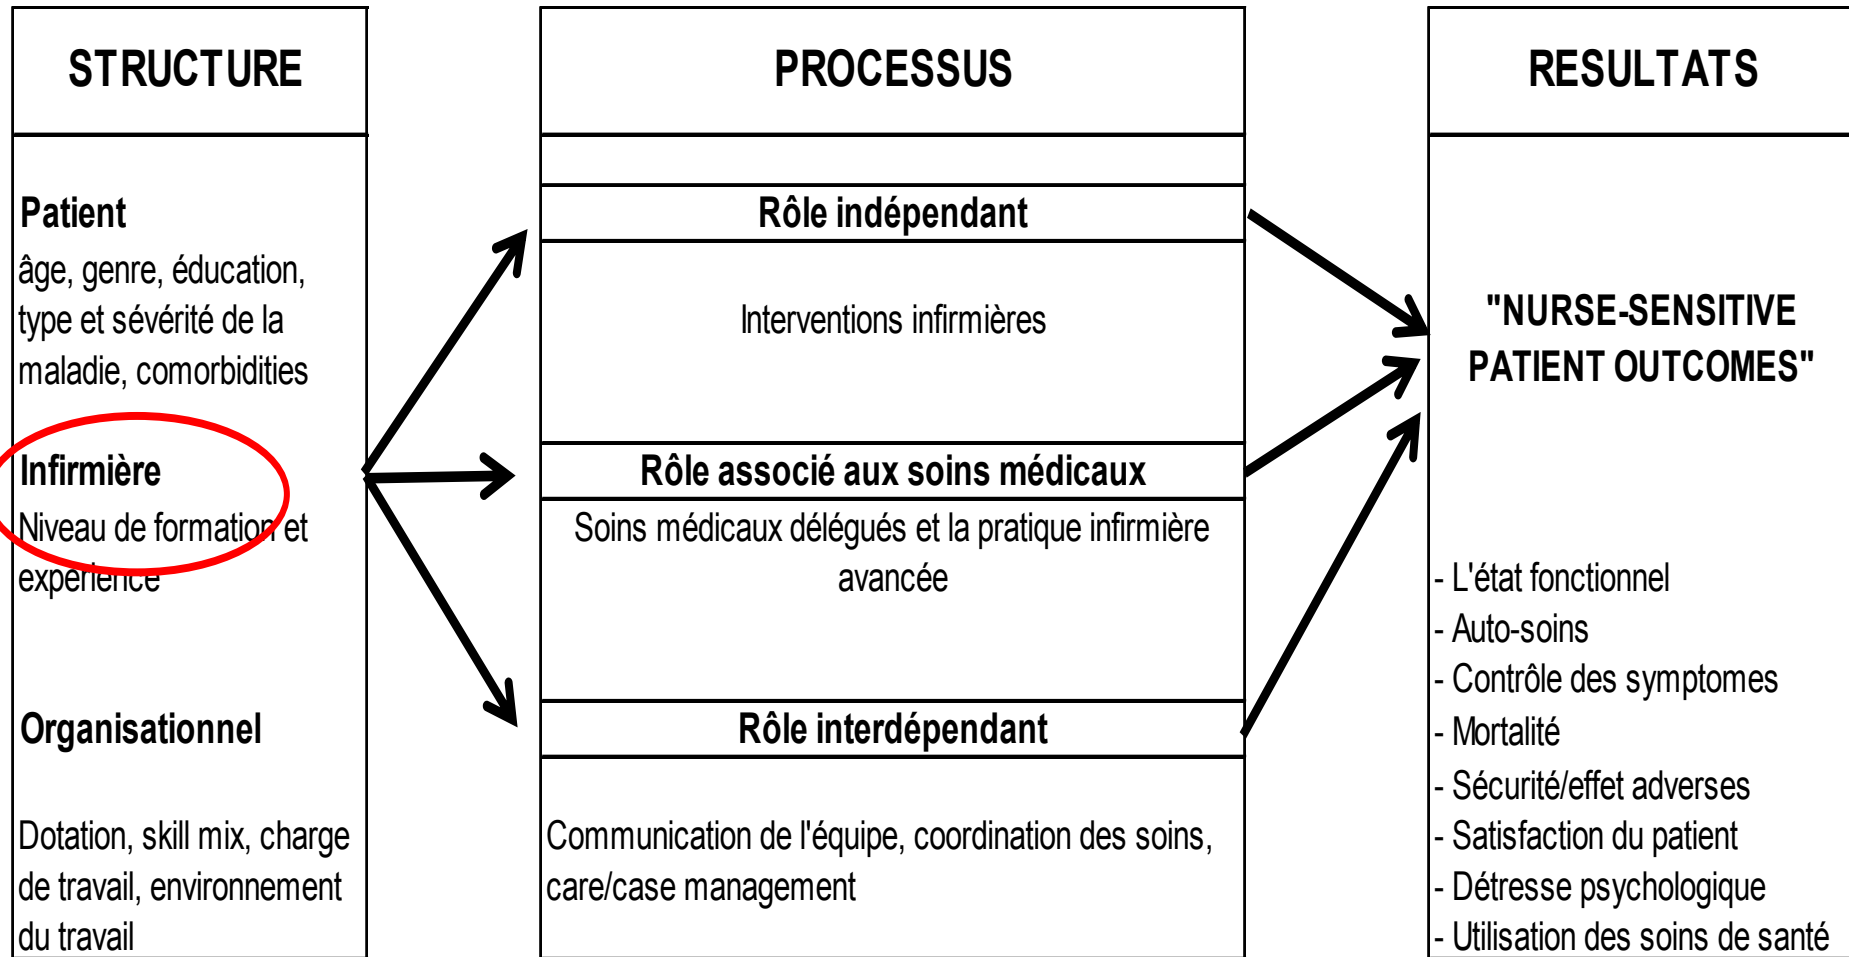 STRUCTURE
Patient
âge, genre, éducation,
type et sévérité de la
maladie, comorbidities
Infirmière
Niveau de formation et
expérience
Organisationnel
Dotation, skill mix, charge
de travail, environnement
du travail
PROCESSUS
Rôle indépendant
Interventions infirmières
Rôle associé aux soins médicaux
Soins médicaux délégués et la pratique infirmière
avancée
Rôle interdépendant
Communication de l'équipe, coordination des soins,
care/case management
RESULTATS
"NURSE-SENSITIVE
PATIENT OUTCOMES"
- L'état fonctionnel
- Auto-soins
- Contrôle des symptomes
- Mortalité
- Sécurité/effet adverses
- Satisfaction du patient
- Détresse psychologique
- Utilisation des soins de santé